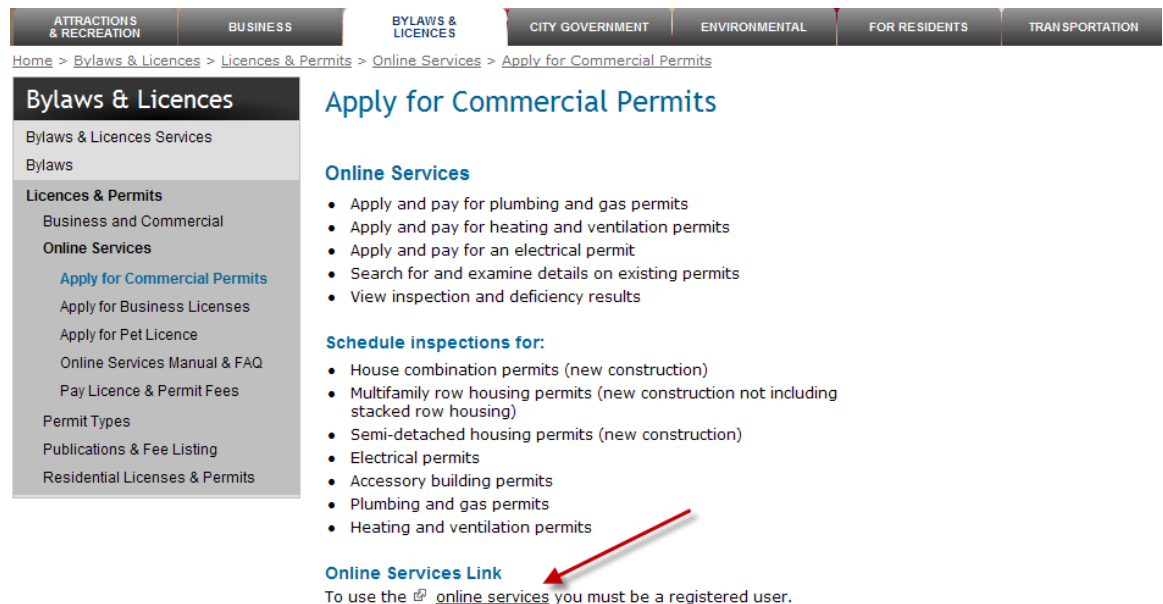 ATTRACTIONS & RECREATION
BUSINESS
BYLAWS & LICENCES
CITY GOVERNMENT
ENVIRONMENTAL
FOR RESIDENTS
TRANSPORTATION
Home > Bylaws & Licences > Licences & Permits > Online Services > Apply for Commercial Permits
Bylaws & Licences
Bylaws & Licences Services
Bylaws
Licences & Permits
Business and Commercial
Online Services
Apply for Commercial Permits
Apply for Business Licenses
Apply for Pet Licence
Online Services Manual & FAQ
Pay Licence & Permit Fees
Permit Types
Publications & Fee Listing
Residential Licenses & Permits
Apply for Commercial Permits
Online Services
• Apply and pay for plumbing and gas permits
• Apply and pay for heating and ventilation permits
• Apply and pay for an electrical permit
• Search for and examine details on existing permits
• View inspection and deficiency results
Schedule inspections for:
• House combination permits (new construction)
• Multifamily row housing permits (new construction not including
stacked row housing)
• Semi-detached housing permits (new construction)
• Electrical permits
• Accessory building permits
• Plumbing and gas permits
• Heating and ventilation permits
Online Services Link
To use the online services you must be a registered user.